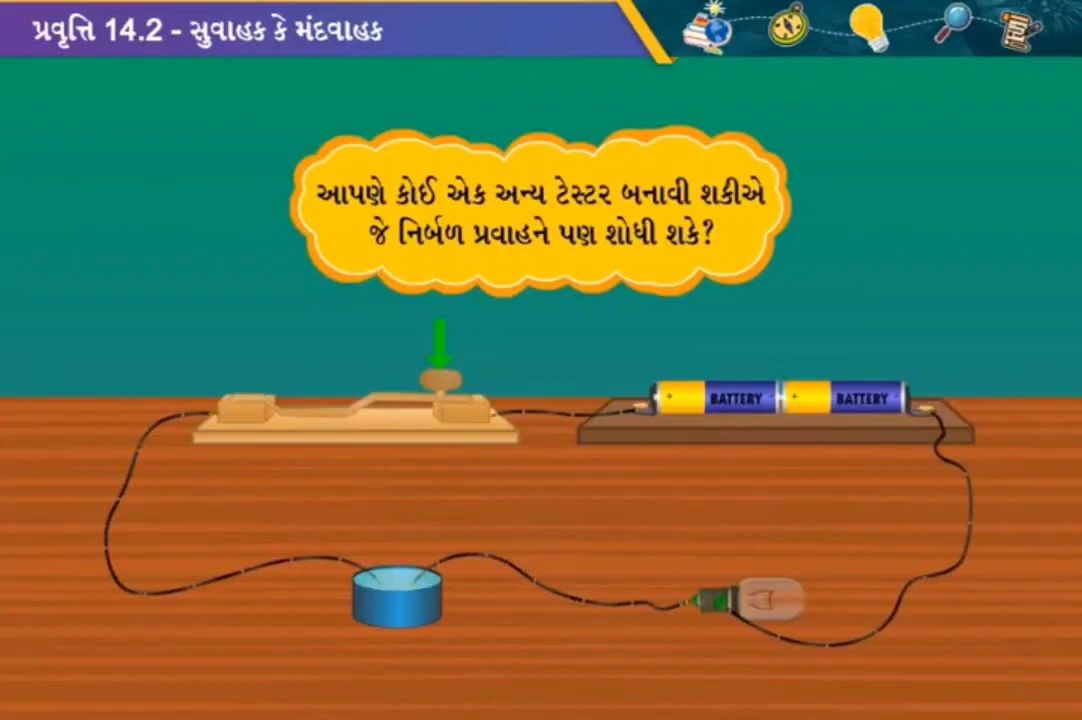 પ્રવૃત્તિ 14.2 - સુવાહક કે મંદવાહક
આપણે કોઈ એક અન્ય ટેસ્ટર બનાવી શકીએ
જે નિર્બળ પ્રવાહને પણ શોધી શકે?
+ BATTERY - + BATTERY -